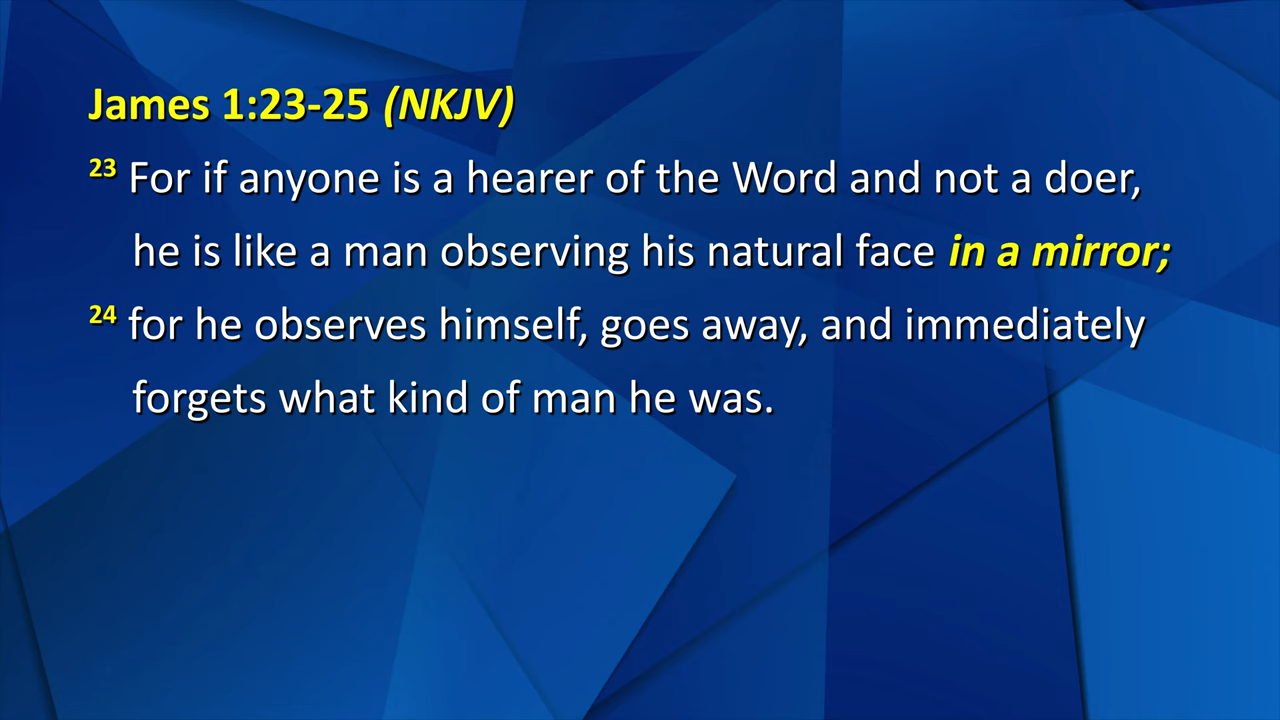 James 1:23-25 (NKJV)
23 For if anyone is a hearer of the Word and not a doer,
he is like a man observing his natural face in a mirror;
24 for he observes himself, goes away, and immediately
forgets what kind of man he was.